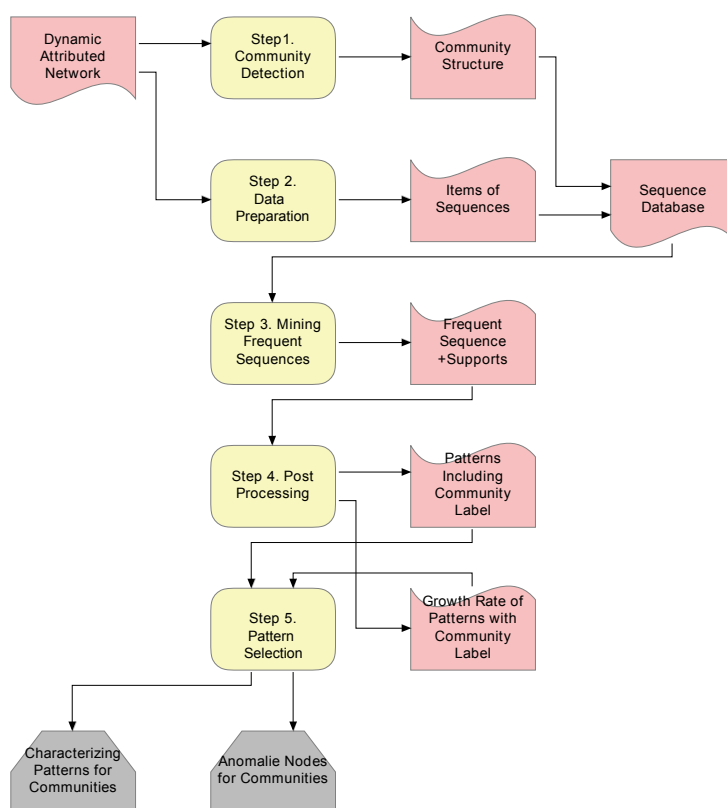 Dynamic
Attributed
Network
Step1.
Community
Detection
Community
Structure
Step 2.
Data
Preparation
Items of
Sequences
Sequence
Database
Step 3. Mining
Frequent
Sequences
Frequent
Sequence
+Supports
Step 4. Post
Processing
Patterns
Including
Community
Label
Step 5.
Pattern
Selection
Growth Rate of
Patterns with
Community
Label
Characterizing
Patterns for
Communities
Anomalie Nodes
for Communities